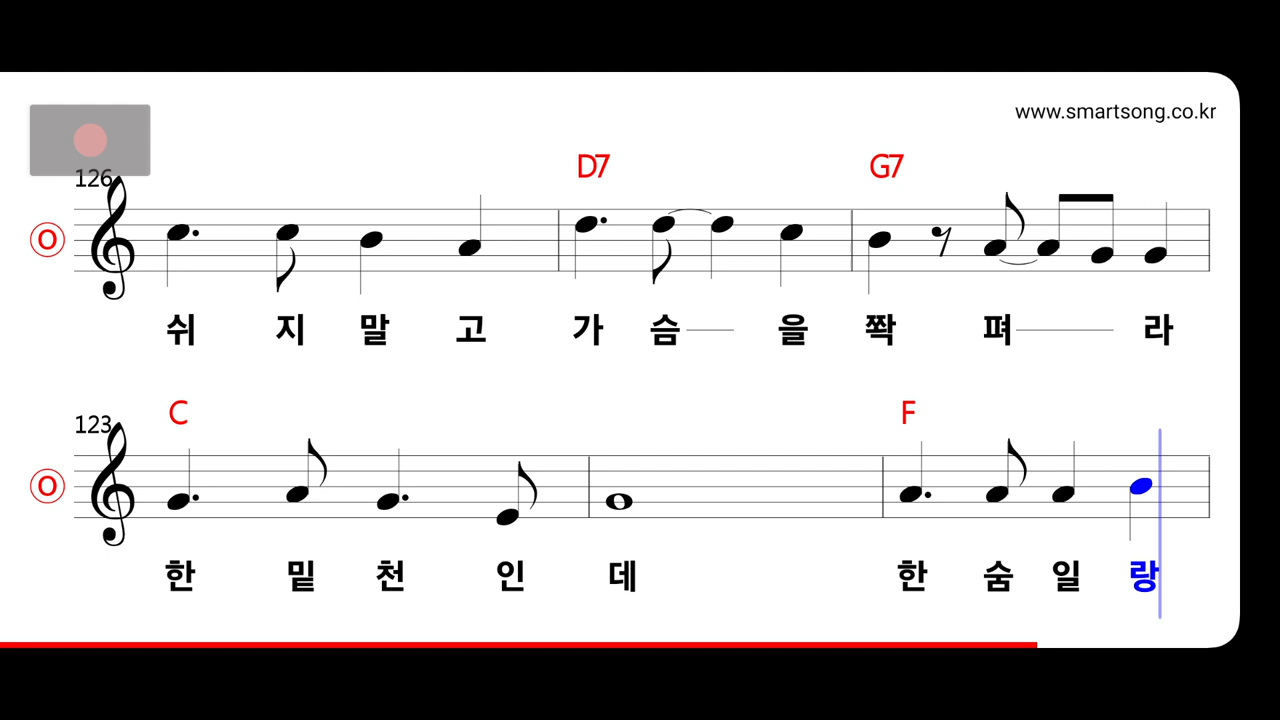 www.smartsong.co.kr
126
D7 G7
O
쉬 지 말 고 가 슴 을 쫙 펴 라
123
C F
O
한 밑 천 인 데 한 숨 일 랑